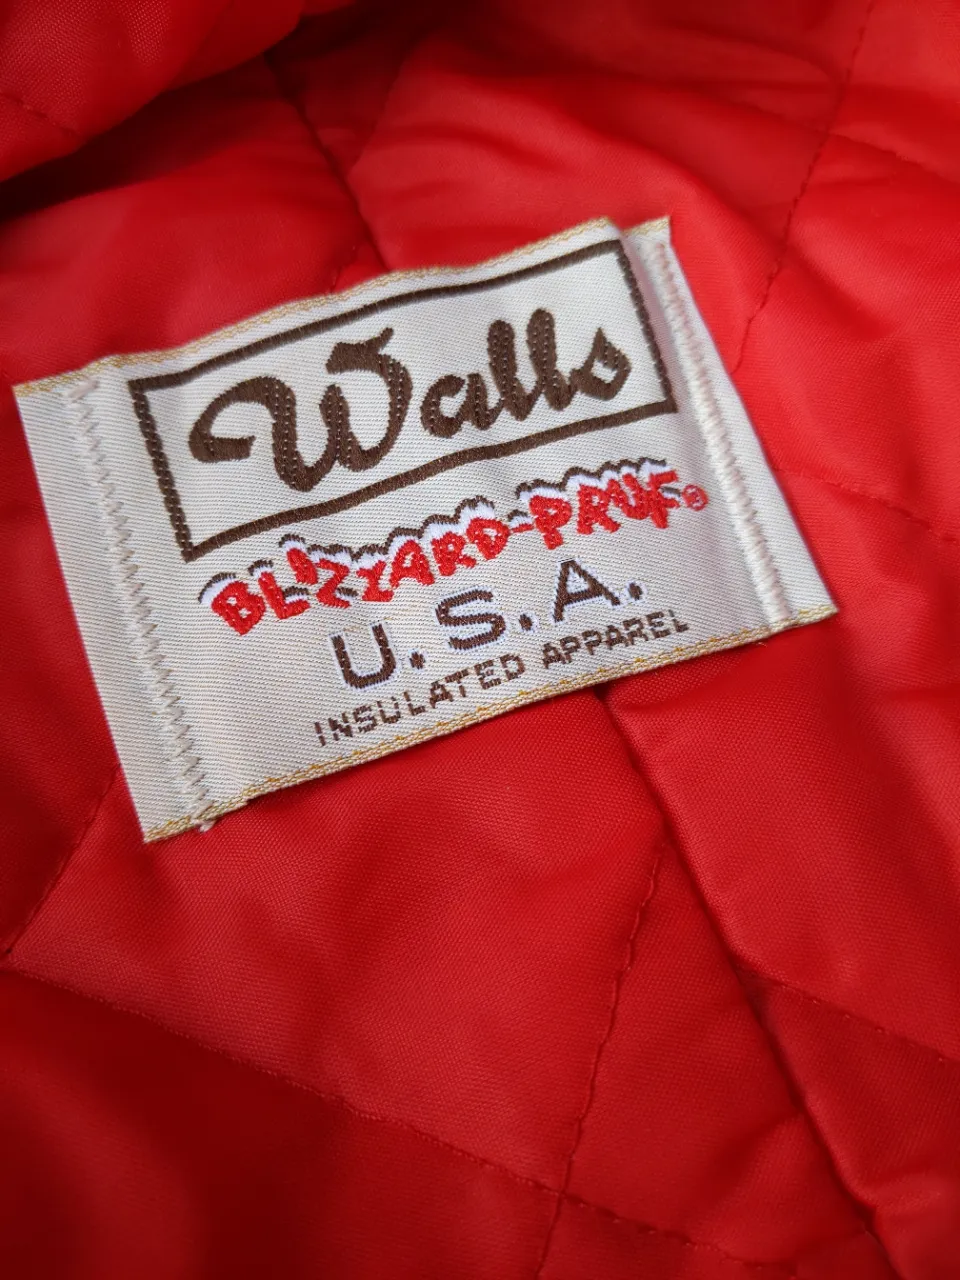 Walls
BLIZZARD-PRUF®
U.S.A.
INSULATED APPAREL